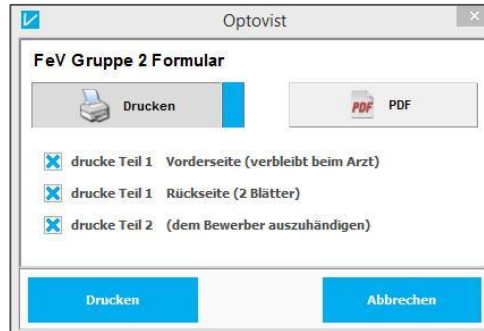 Optovist
FeV Gruppe 2 Formular
Drucken
PDF PDF
drucke Teil 1 Vorderseite (verbleibt beim Arzt)
drucke Teil 1 Rückseite (2 Blätter)
drucke Teil 2 (dem Bewerber auszuhändigen)
Drucken Abbrechen